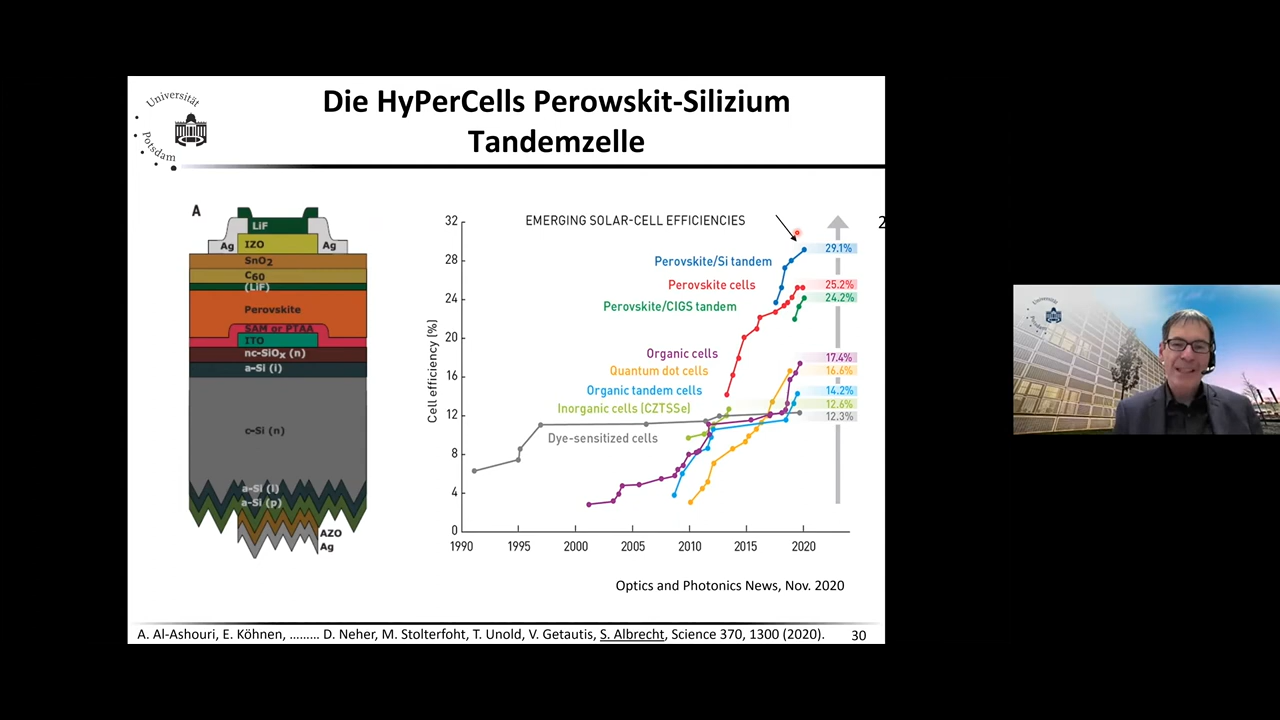 Universität
Potsdam
Die HyPerCells Perowskit-Silizium
Tandemzelle
A
LiF
Ag
IZO
Ag
SnO2
C60
(LiF)
Perovskite
SAM or PTAA
ITO
nc-SiOx (n)
a-Si (i)
c-Si (n)
a-Si (i)
a-Si (p)
AZO
Ag
EMERGING SOLAR-CELL EFFICIENCIES
2
Cell efficiency (%)
32
28
24
20
16
12
8
4
0
1990
1995
2000
2005
2010
2015
2020
Perovskite/Si tandem
29.1%
Perovskite cells
25.2%
Perovskite/CIGS tandem
24.2%
Organic cells
17.4%
Quantum dot cells
16.6%
Organic tandem cells
14.2%
Inorganic cells (CZTSSe)
12.6%
Dye-sensitized cells
12.3%
Optics and Photonics News, Nov. 2020
A. Al-Ashouri, E. Köhnen, ......... D. Neher, M. Stolterfoht, T. Unold, V. Getautis, S. Albrecht, Science 370, 1300 (2020).
30
Universität